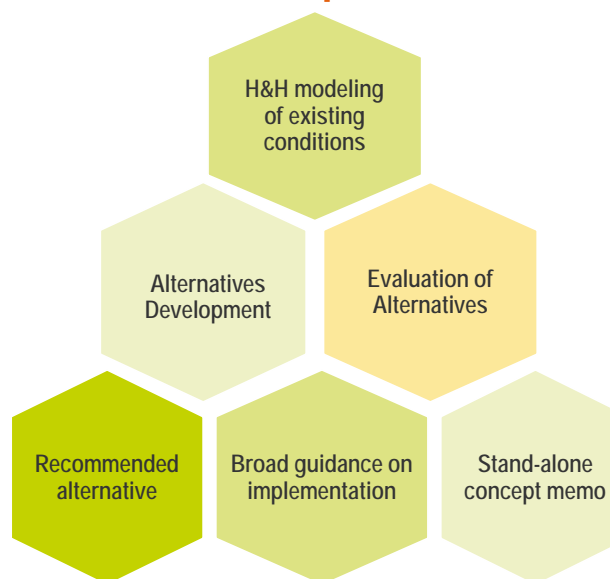 H&H modeling
of existing
conditions
Alternatives
Development
Evaluation of
Alternatives
Recommended
alternative
Broad guidance on
implementation
Stand-alone
concept memo